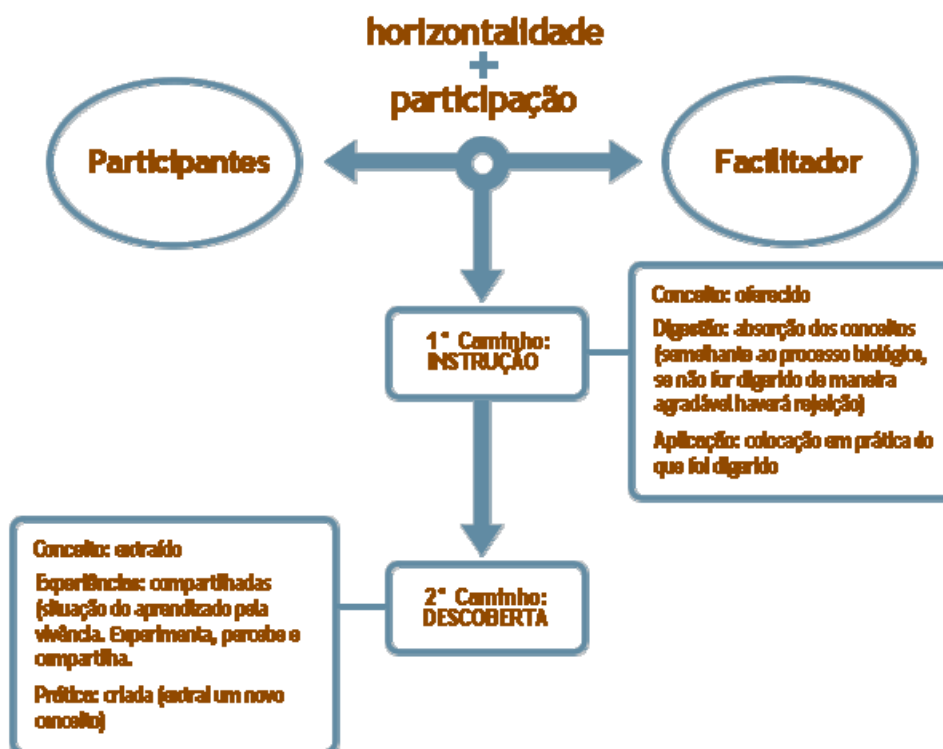 horizontalidade
+
participação
Participantes
Facilitador
1° Caminho:
INSTRUÇÃO
Conceito: oferecido
Digestão: absorção dos conceitos
(semelhante ao processo biológico,
se não for digerido de maneira
agradável haverá rejeição)
Aplicação: colocação em prática do
que foi digerido
Conceito: extraído
Experiências: compartilhadas
(situação do aprendizado pela
vivência. Experimenta, percebe e
compartilha.
Prática: criada (extrai um novo
conceito)
2° Caminho:
DESCOBERTA